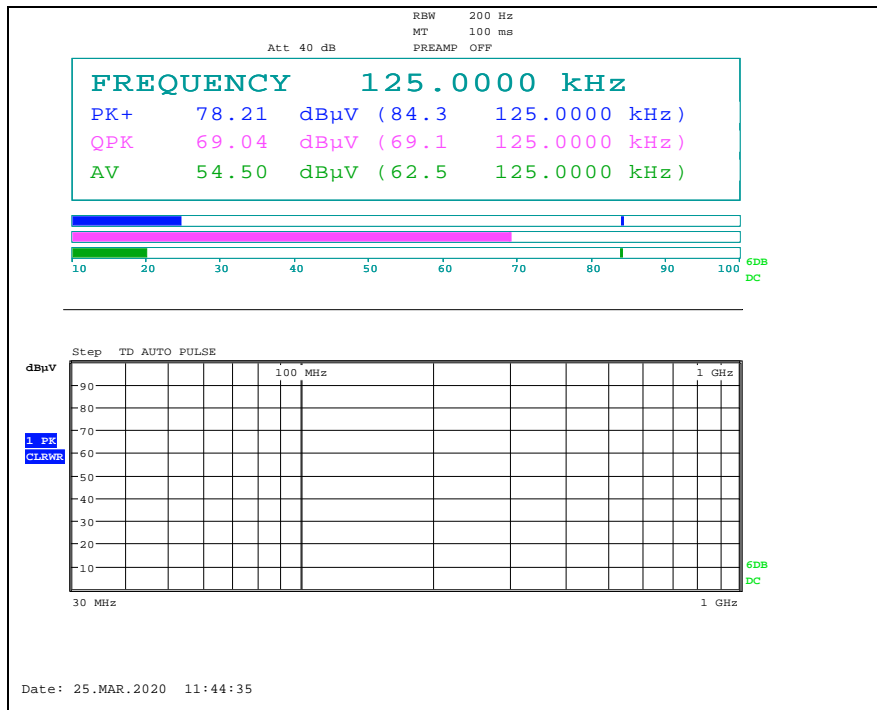 RBW 200 Hz
MT 100 ms
Att 40 dB PREAMP OFF
FREQUENCY 125.0000 kHz
PK+ 78.21 dBµV (84.3 125.0000 kHz)
QPK 69.04 dBµV (69.1 125.0000 kHz)
AV 54.50 dBµV (62.5 125.0000 kHz)
10 20 30 40 50 60 70 80 90 100
6DB
DC
Step TD AUTO PULSE
dBµV
100 MHz 1 GHz
90
80
70
1 PK
CLRWR
60
50
40
30
20
10
6DB
DC
30 MHz 1 GHz
Date: 25.MAR.2020 11:44:35